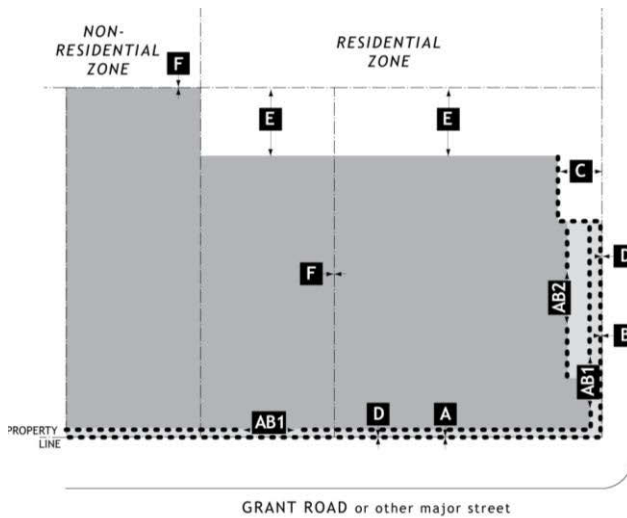 NON-
RESIDENTIAL
ZONE
RESIDENTIAL
ZONE
F
E
E
C
D
F
AB2
B
AB1
AB1
D
A
PROPERTY
LINE
GRANT ROAD or other major street